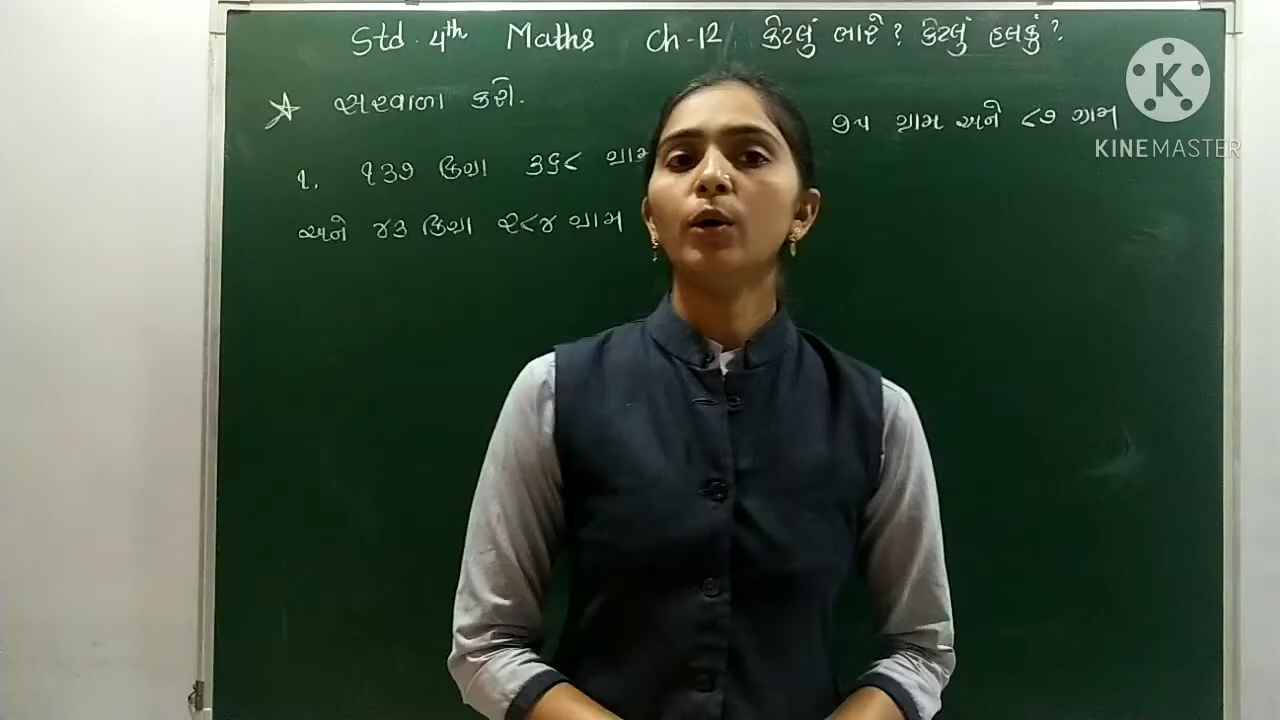 Std 4th Maths Ch-12 કેટલું ભારે? કેટલું હલકું?
સરવાળા કરો.
૧. ૧૩૭ કિગ્રા ૩૬૮ ગ્રામ
અને ૪૩ કિગ્રા ૨૮૪ ગ્રામ
૭૫ ગ્રામ અને ૮૭ ગ્રામ
K
KINEMASTER